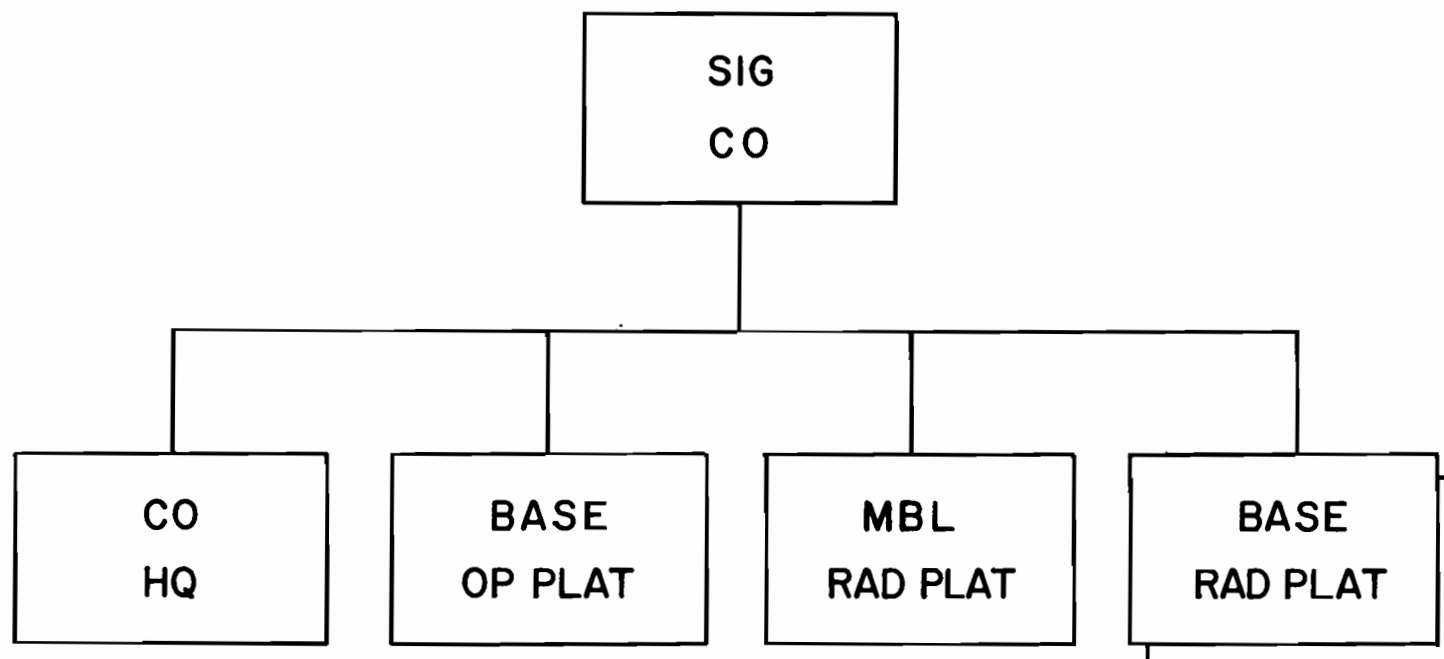 SIG
CO
CO
HQ
BASE
OP PLAT
MBL
RAD PLAT
BASE
RAD PLAT